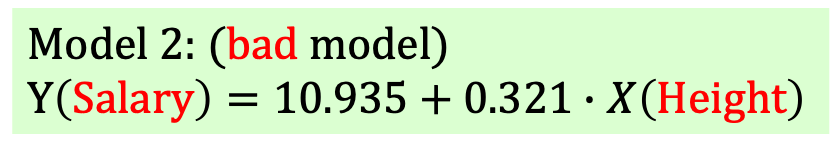 Model 2: (bad model)
Y(Salary) = 10.935 + 0.321 · X(Height)